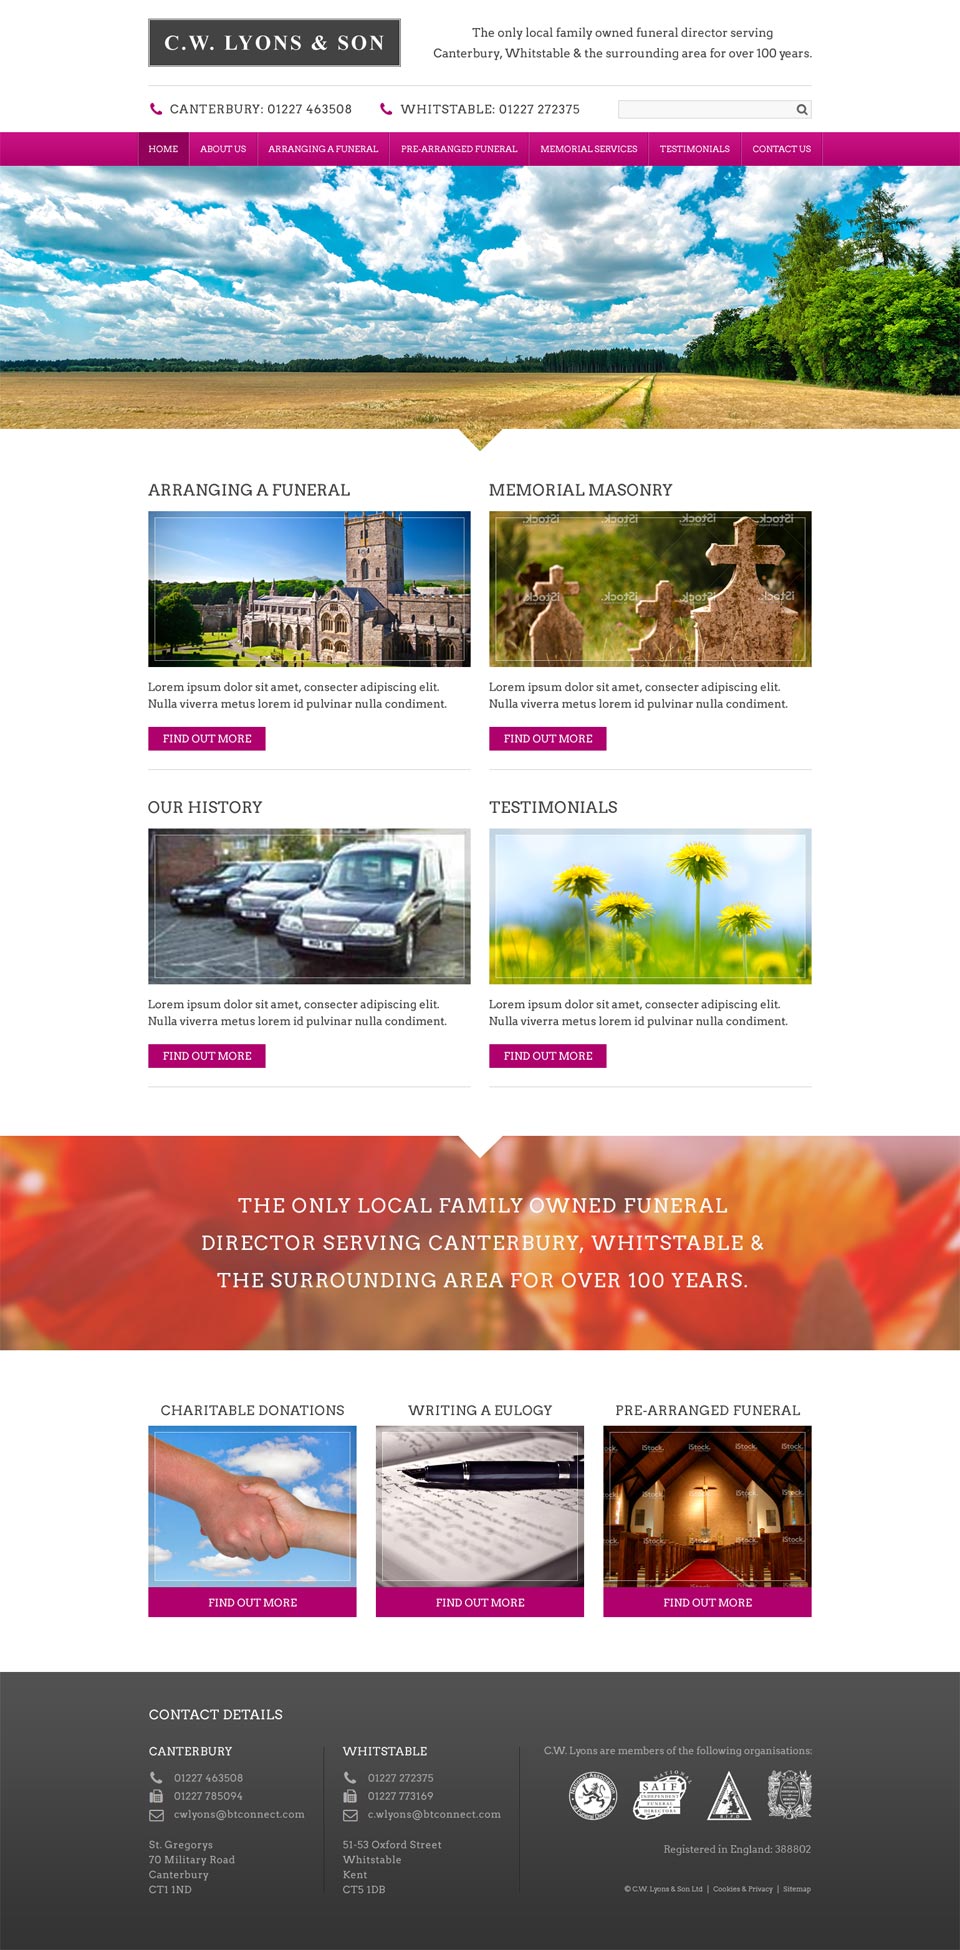 C.W. LYONS & SON
The only local family owned funeral director serving
Canterbury, Whitstable & the surrounding area for over 100 years.
CANTERBURY: 01227 463508
WHITSTABLE: 01227 272375
HOME
ABOUT US
ARRANGING A FUNERAL
PRE-ARRANGED FUNERAL
MEMORIAL SERVICES
TESTIMONIALS
CONTACT US
ARRANGING A FUNERAL
Lorem ipsum dolor sit amet, consecter adipiscing elit.
Nulla viverra metus lorem id pulvinar nulla condiment.
FIND OUT MORE
MEMORIAL MASONRY
Lorem ipsum dolor sit amet, consecter adipiscing elit.
Nulla viverra metus lorem id pulvinar nulla condiment.
FIND OUT MORE
OUR HISTORY
Lorem ipsum dolor sit amet, consecter adipiscing elit.
Nulla viverra metus lorem id pulvinar nulla condiment.
FIND OUT MORE
TESTIMONIALS
Lorem ipsum dolor sit amet, consecter adipiscing elit.
Nulla viverra metus lorem id pulvinar nulla condiment.
FIND OUT MORE
THE ONLY LOCAL FAMILY OWNED FUNERAL
DIRECTOR SERVING CANTERBURY, WHITSTABLE &
THE SURROUNDING AREA FOR OVER 100 YEARS.
CHARITABLE DONATIONS
FIND OUT MORE
WRITING A EULOGY
FIND OUT MORE
PRE-ARRANGED FUNERAL
iStock.
FIND OUT MORE
CONTACT DETAILS
CANTERBURY
01227 463508
01227 785094
cwlyons@btconnect.com
St. Gregorys
70 Military Road
Canterbury
CT1 1ND
WHITSTABLE
01227 272375
01227 773169
c.wlyons@btconnect.com
51-53 Oxford Street
Whitstable
Kent
CT5 1DB
C.W. Lyons are members of the following organisations:
NATIONAL
SAIF
INDEPENDENT
FUNERAL
DIRECTORS
Registered in England: 388802
© C.W. Lyons & Son Ltd | Cookies & Privacy | Sitemap